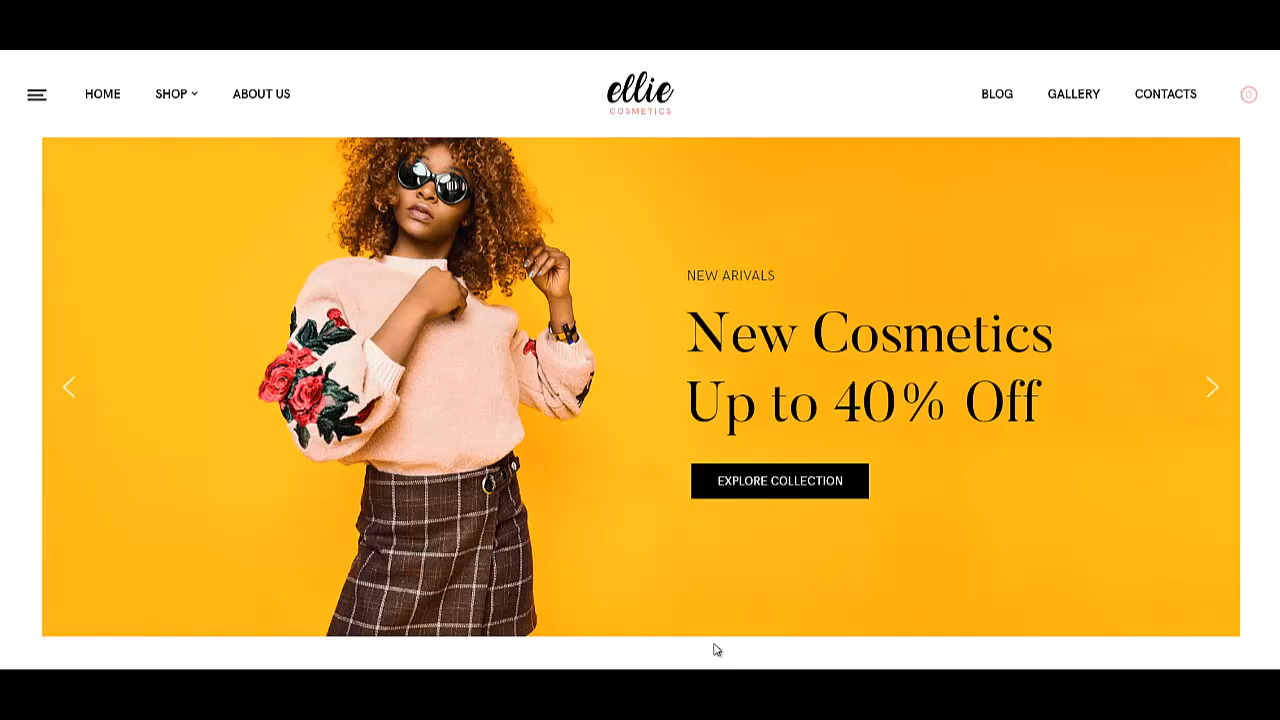 HOME SHOP ABOUT US ellie COSMETICS BLOG GALLERY CONTACTS 0
NEW ARIVALS
New Cosmetics
Up to 40% Off
EXPLORE COLLECTION